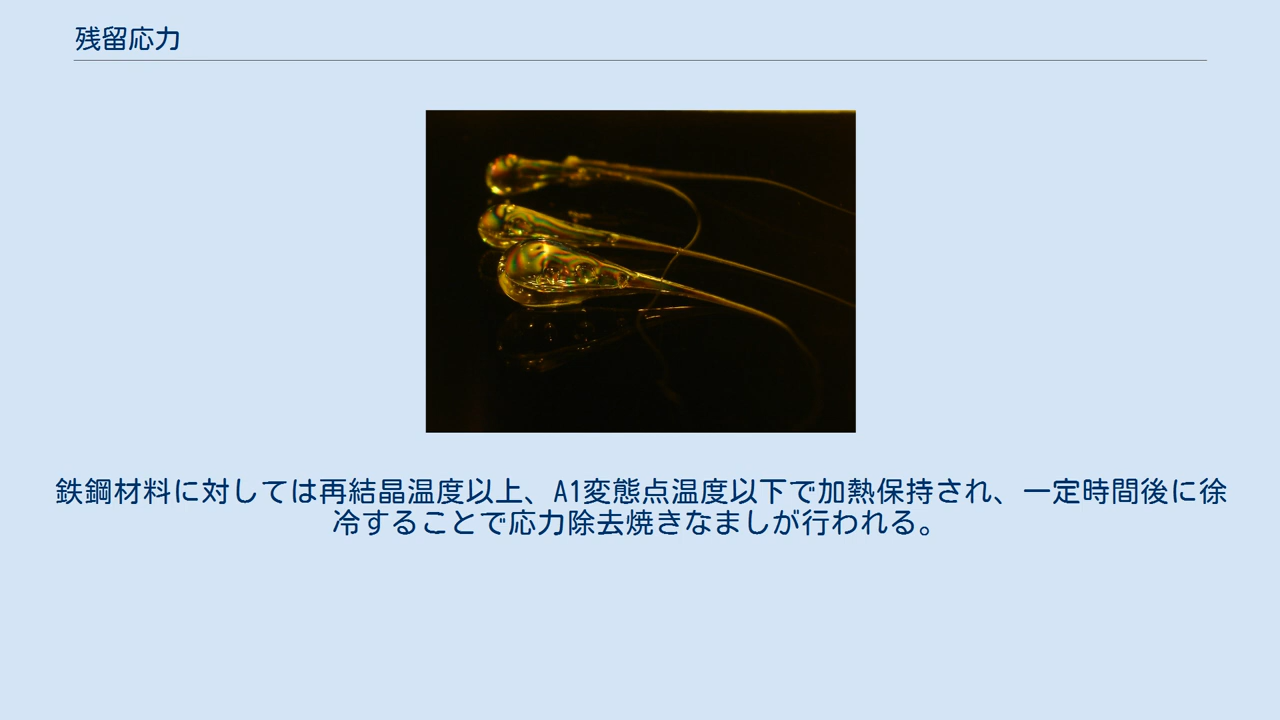 残留応力
鉄鋼材料に対しては再結晶温度以上、A1変態点温度以下で加熱保持され、一定時間後に徐
冷することで応力除去焼きなましが行われる。